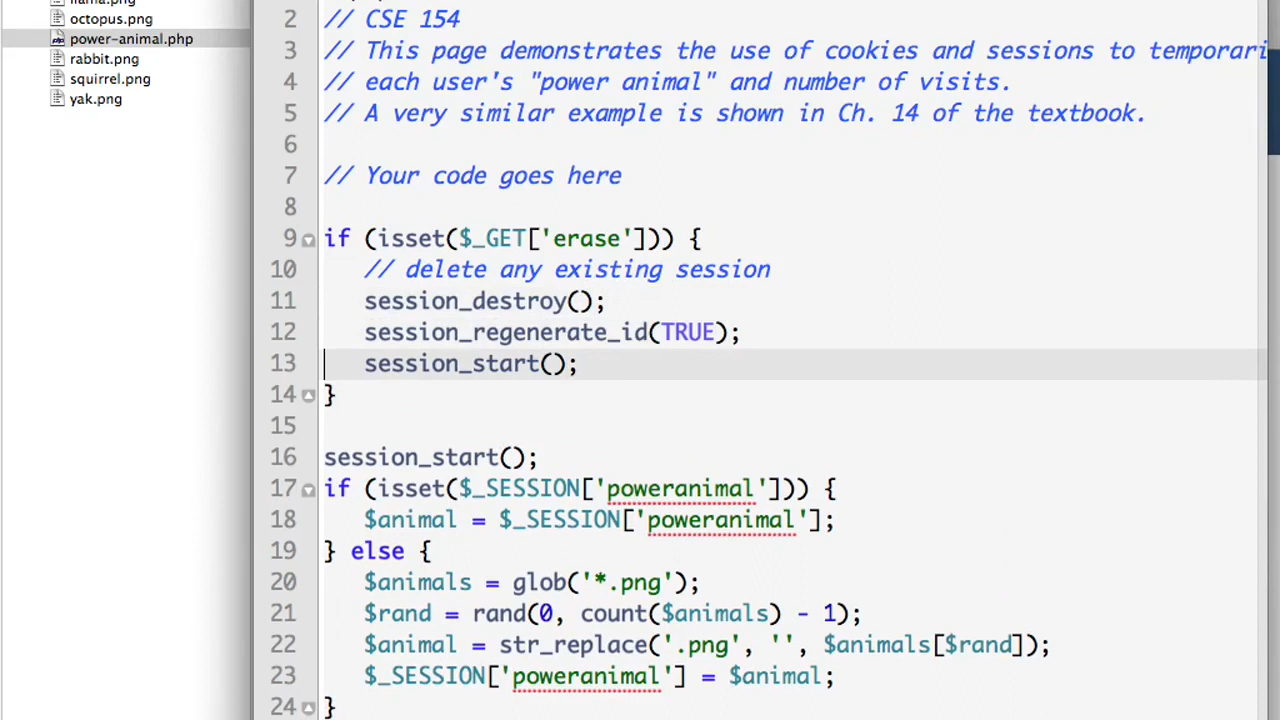 llama.png
octopus.png
power-animal.php
rabbit.png
squirrel.png
yak.png
2 // CSE 154
3 // This page demonstrates the use of cookies and sessions to temporari
4 // each user's "power animal" and number of visits.
5 // A very similar example is shown in Ch. 14 of the textbook.
6
7 // Your code goes here
8
9 if (isset($_GET['erase'])) {
10 // delete any existing session
11 session_destroy();
12 session_regenerate_id(TRUE);
13 session_start();
14 }
15
16 session_start();
17 if (isset($_SESSION['poweranimal'])) {
18 $animal = $_SESSION['poweranimal'];
19 } else {
20 $animals = glob('*.png');
21 $rand = rand(0, count($animals) - 1);
22 $animal = str_replace('.png', '', $animals[$rand]);
23 $_SESSION['poweranimal'] = $animal;
24 }